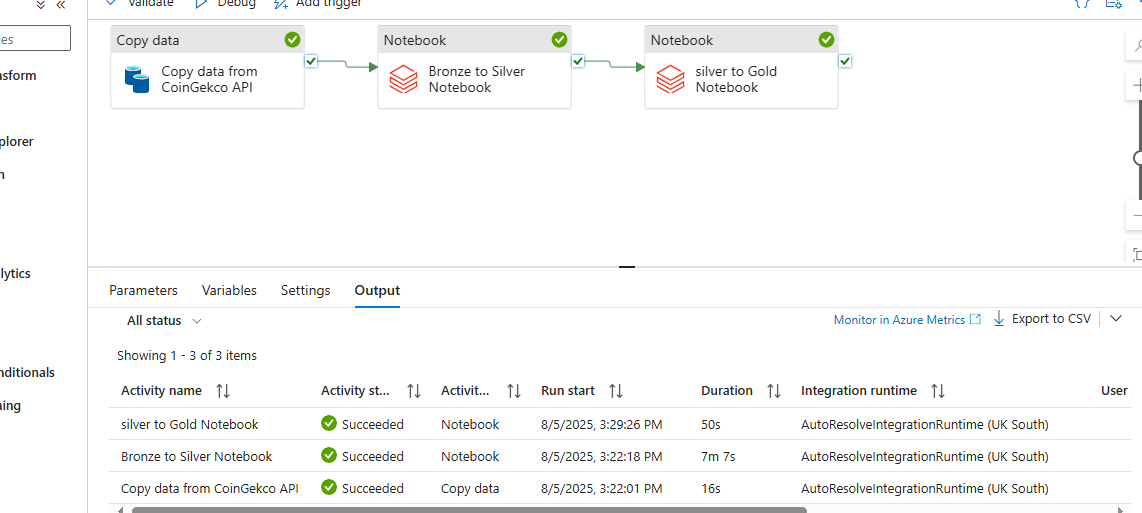 Validate Debug Add trigger
es
nsform
plorer
n
lytics
nditionals
ning
Copy data
Copy data from
CoinGekco API
Notebook
Bronze to Silver
Notebook
Notebook
silver to Gold
Notebook
Parameters Variables Settings Output
All status
Monitor in Azure Metrics Export to CSV
Showing 1 - 3 of 3 items
Activity name Activity st... Activit... Run start Duration Integration runtime User
silver to Gold Notebook Succeeded Notebook 8/5/2025, 3:29:26 PM 50s AutoResolveIntegrationRuntime (UK South)
Bronze to Silver Notebook Succeeded Notebook 8/5/2025, 3:22:18 PM 7m 7s AutoResolveIntegrationRuntime (UK South)
Copy data from CoinGekco API Succeeded Copy data 8/5/2025, 3:22:01 PM 16s AutoResolveIntegrationRuntime (UK South)